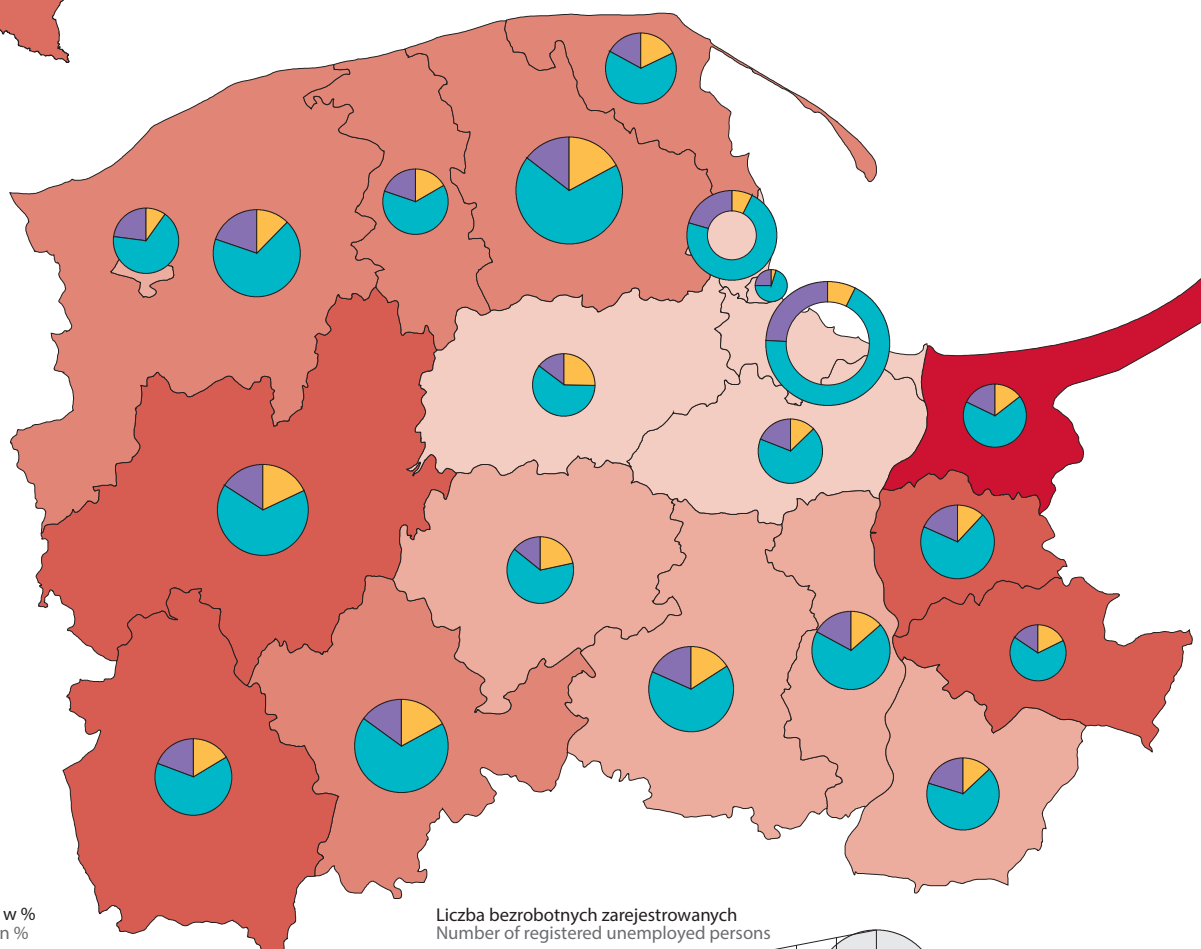 w %
n %
Liczba bezrobotnych zarejestrowanych
Number of registered unemployed persons